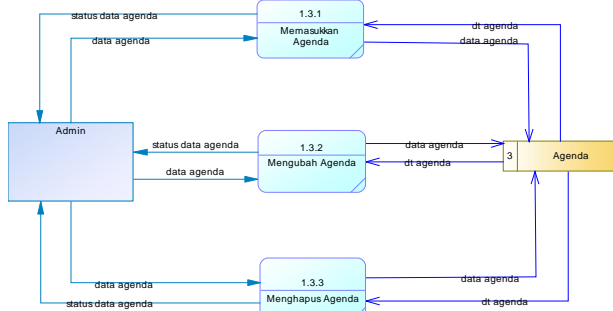 status data agenda
1.3.1
Memasukkan
Agenda
dt agenda
data agenda
data agenda
Admin
status data agenda
1.3.2
Mengubah Agenda
data agenda
dt agenda
3
Agenda
data agenda
data agenda
1.3.3
Menghapus Agenda
data agenda
status data agenda
dt agenda